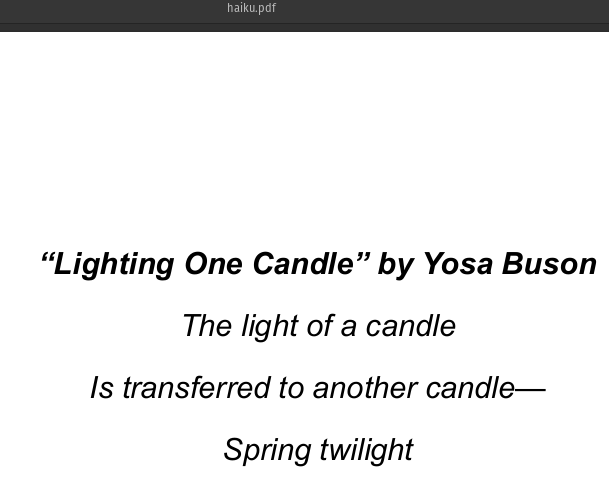 haiku.pdf
“Lighting One Candle” by Yosa Buson
The light of a candle
Is transferred to another candle—
Spring twilight